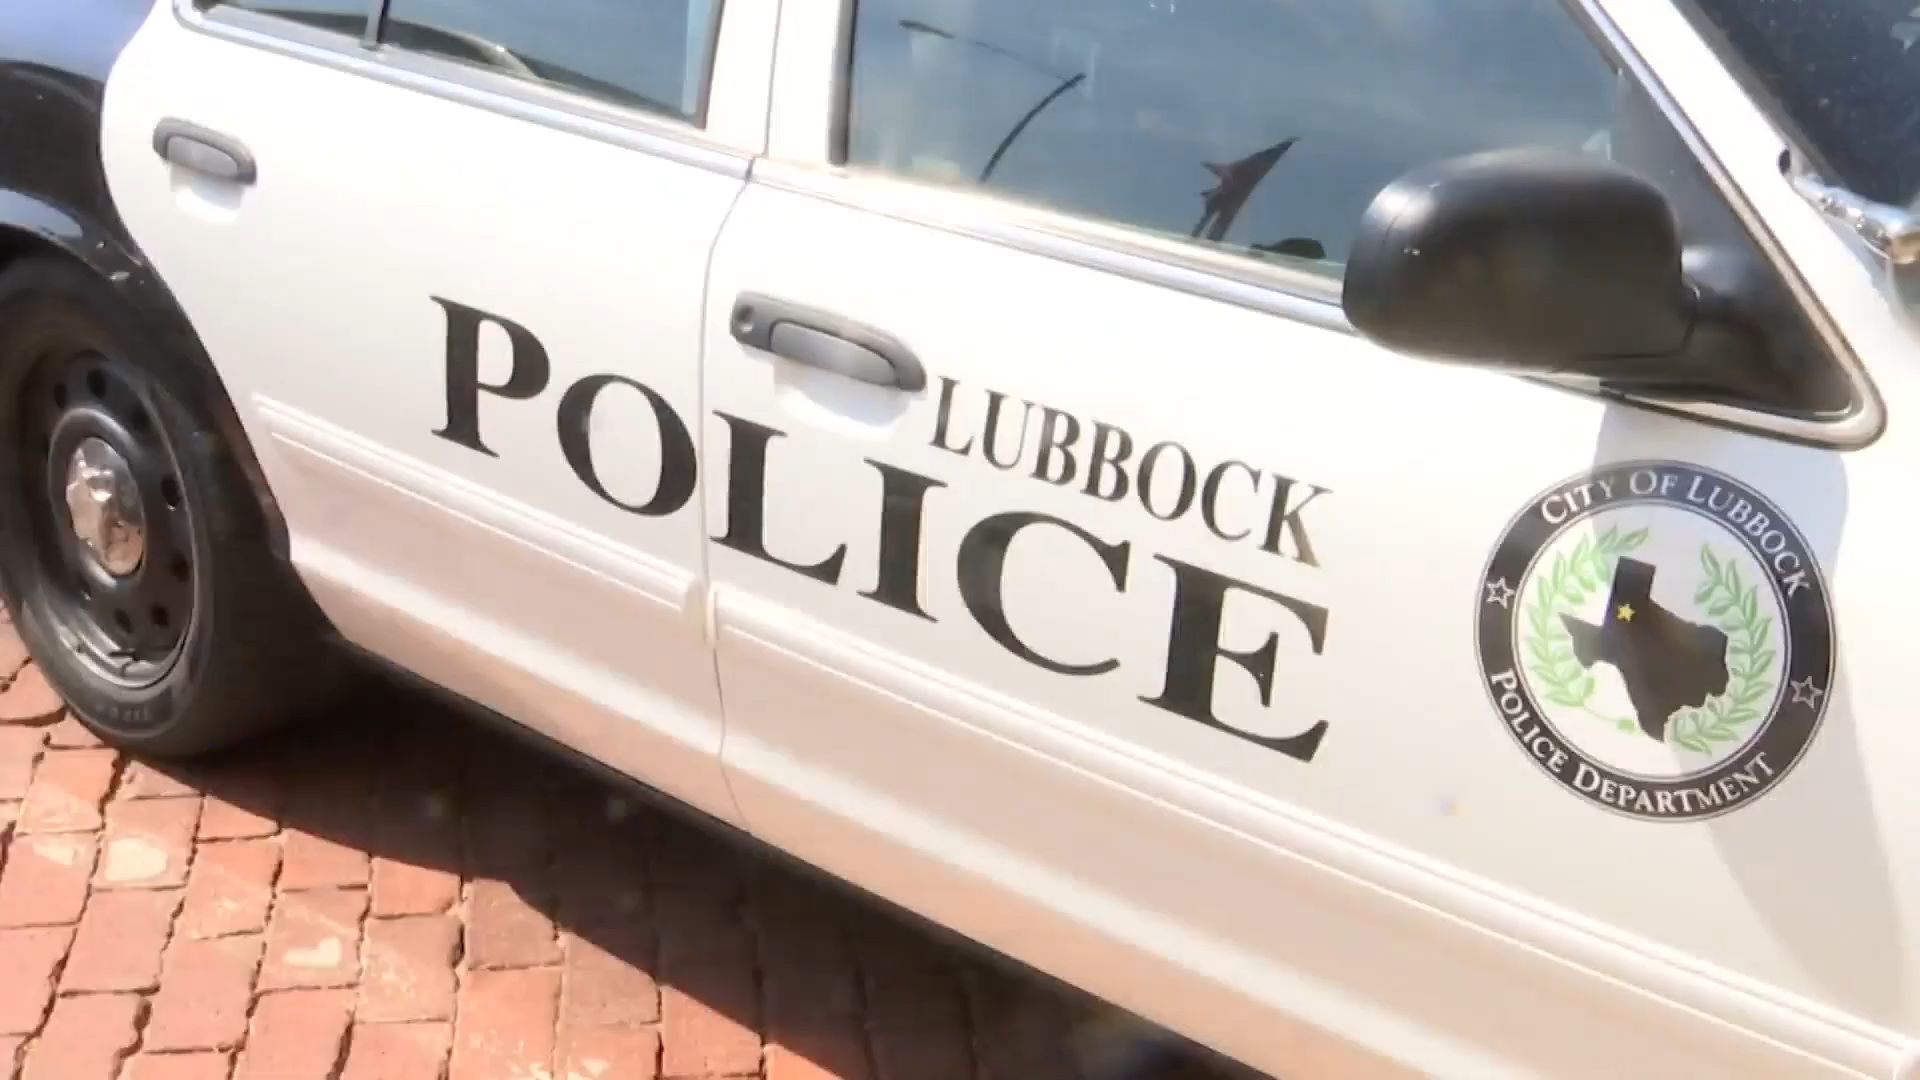 LUBBOCK
POLICE
CITY OF LUBBOCK
POLICE DEPARTMENT